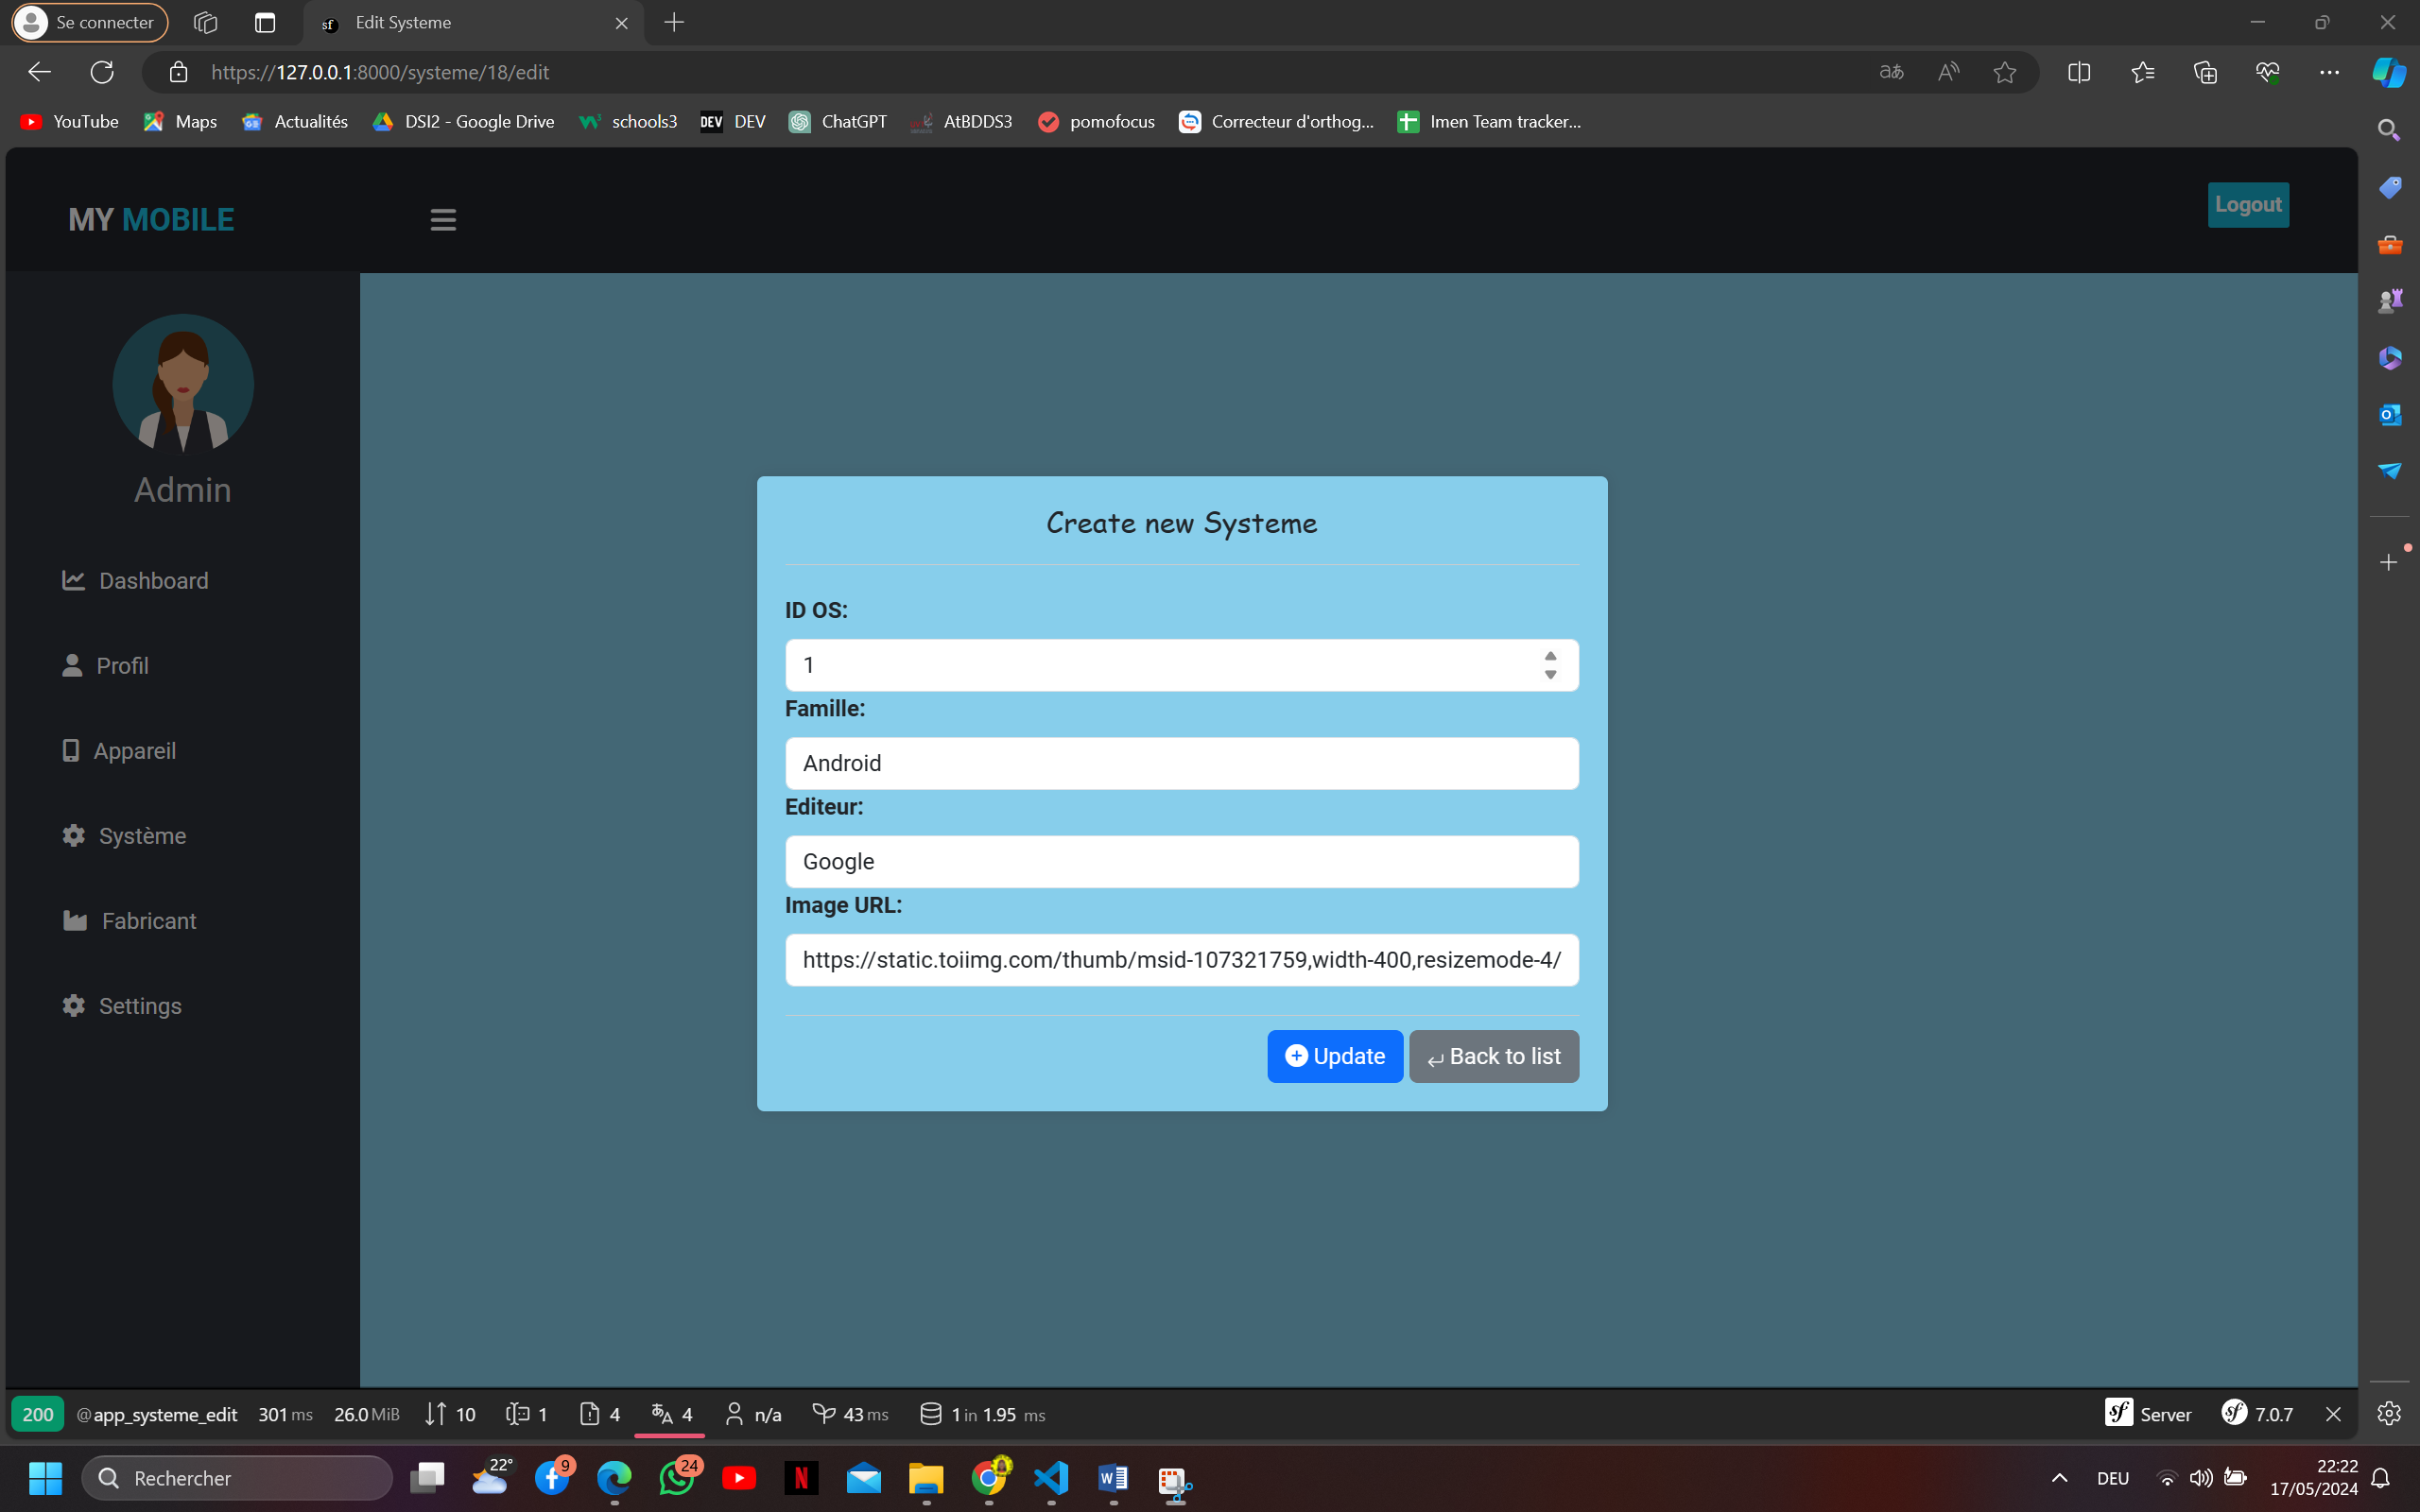 Se connecter
Edit Systeme
https://127.0.0.1:8000/systeme/18/edit
YouTube
Maps
Actualités
DSI2 - Google Drive
schools3
DEV DEV
ChatGPT
AtBDDS3
pomofocus
Correcteur d'orthog...
Imen Team tracker...
MY MOBILE
Logout
Admin
Dashboard
Profil
Appareil
Système
Fabricant
Settings
Create new Systeme
ID OS:
1
Famille:
Android
Editeur:
Google
Image URL:
https://static.toiimg.com/thumb/msid-107321759,width-400,resizemode-4/
Update
Back to list
200 @app_systeme_edit 301 ms 26.0 MiB 10 1 4 4 n/a 43 ms 1 in 1.95 ms
Server 7.0.7
Rechercher
22°
9
24
DEU
22:22
17/05/2024